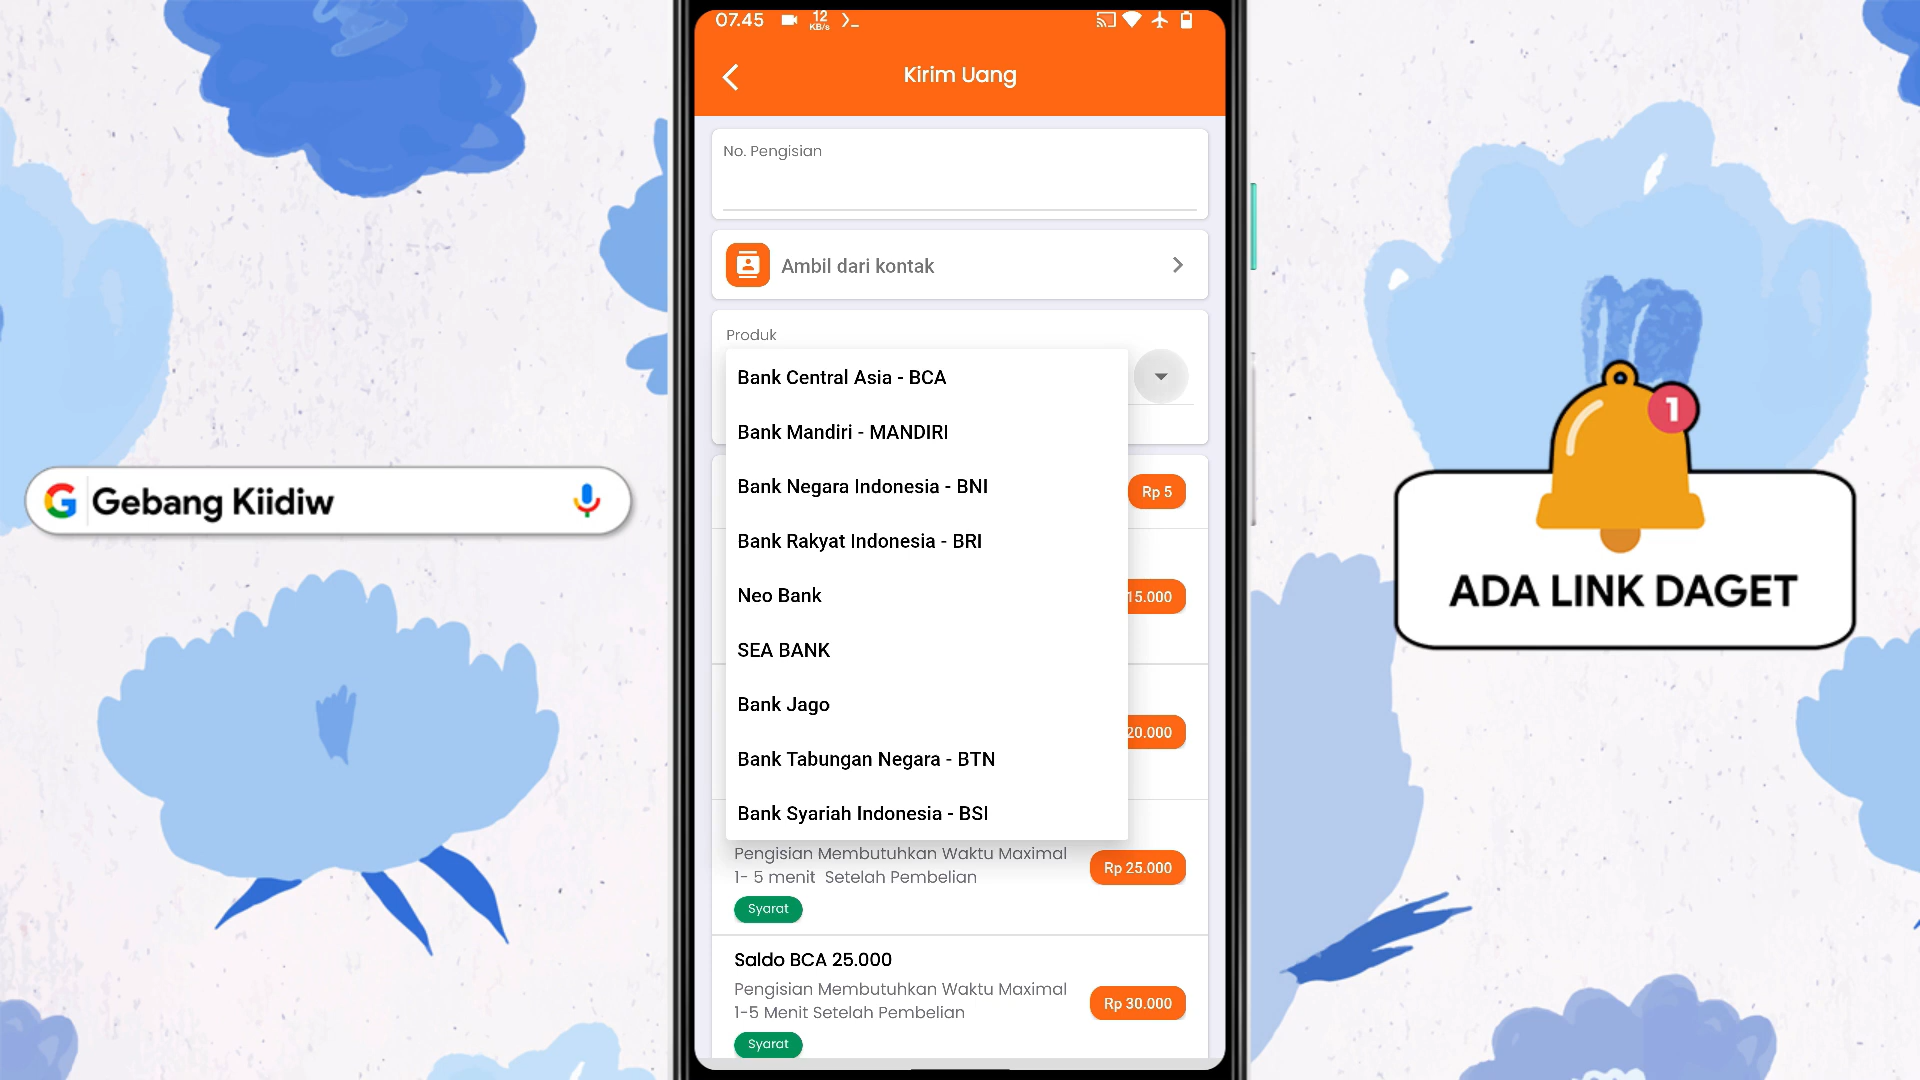 07.45
12
KB/s
Kirim Uang
No. Pengisian
Ambil dari kontak
Produk
Bank Central Asia - BCA
Bank Mandiri - MANDIRI
Bank Negara Indonesia - BNI
Rp 5
Bank Rakyat Indonesia - BRI
Neo Bank
15.000
SEA BANK
Bank Jago
20.000
Bank Tabungan Negara - BTN
Bank Syariah Indonesia - BSI
Pengisian Membutuhkan Waktu Maximal
1- 5 menit  Setelah Pembelian
Rp 25.000
Syarat
Saldo BCA 25.000
Pengisian Membutuhkan Waktu Maximal
1-5 Menit Setelah Pembelian
Rp 30.000
Syarat
G Gebang Kiidiw
1
ADA LINK DAGET